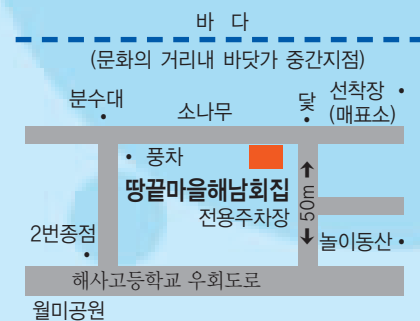 바 다
(문화의 거리내 바닷가 중간지점)
분수대
소나무
닻
선착장
(매표소)
풍차
땅끝마을해남회집
전용주차장
50m
2번종점
놀이동산
해사고등학교 우회도로
월미공원